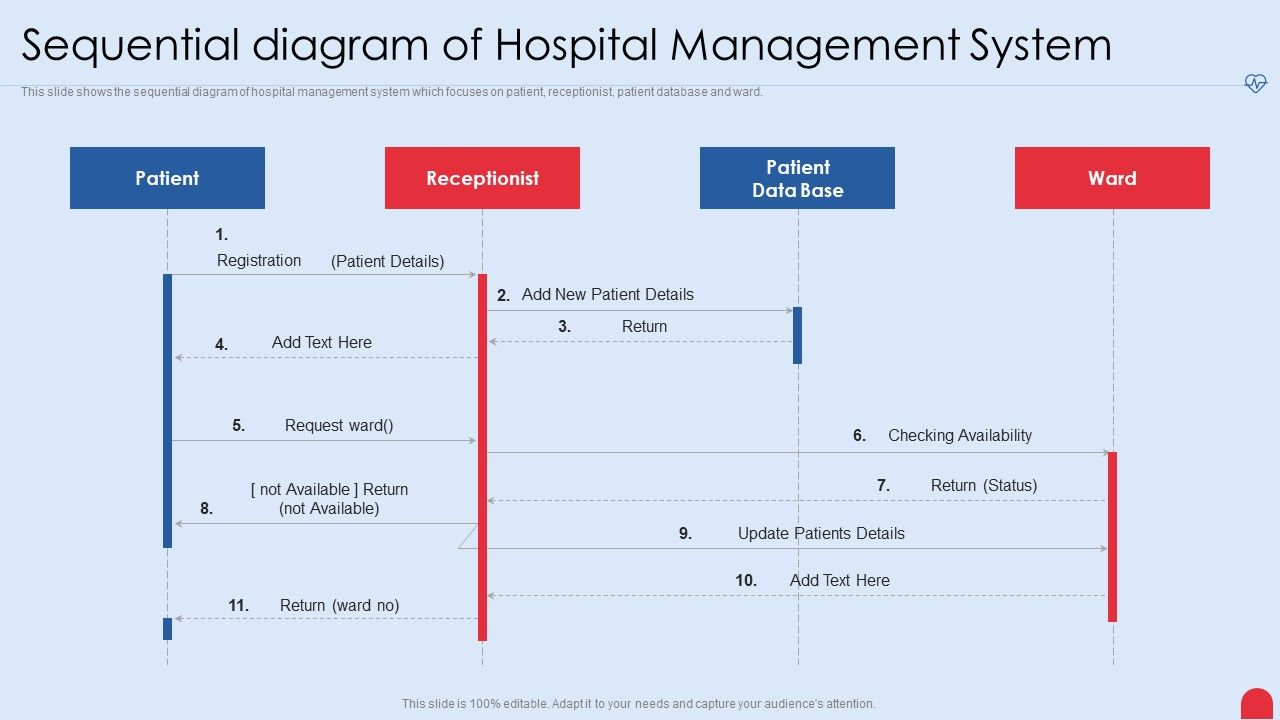 Sequential diagram of Hospital Management System
This slide shows the sequential diagram of hospital management system which focuses on patient, receptionist, patient database and ward.
Patient
Receptionist
Patient
Data Base
Ward
1.
Registration (Patient Details)
2. Add New Patient Details
3. Return
4. Add Text Here
5. Request ward()
6. Checking Availability
7. Return (Status)
[ not Available ] Return
8. (not Available)
9. Update Patients Details
10. Add Text Here
11. Return (ward no)
This slide is 100% editable. Adapt it to your needs and capture your audience's attention.